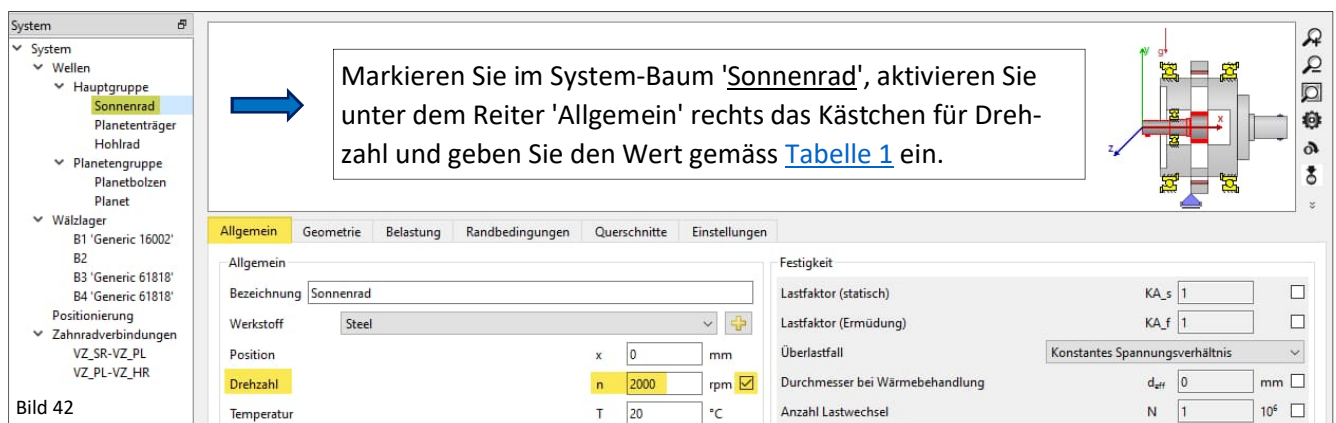 System
System
Wellen
Hauptgruppe
Sonnenrad
Planetenträger
Hohlrad
Planetengruppe
Planetbolzen
Planet
Wälzlager
B1 'Generic 16002'
B2
B3 'Generic 61818'
B4 'Generic 61818'
Positionierung
Zahnradverbindungen
VZ_SR-VZ_PL
VZ_PL-VZ_HR
Bild 42
Markieren Sie im System-Baum 'Sonnenrad', aktivieren Sie
unter dem Reiter 'Allgemein' rechts das Kästchen für Dreh-
zahl und geben Sie den Wert gemäss Tabelle 1 ein.
y g
x
z
Allgemein Geometrie Belastung Randbedingungen Querschnitte Einstellungen
Allgemein
Bezeichnung Sonnenrad
Werkstoff Steel
Position x 0 mm
Drehzahl n 2000 rpm
Temperatur T 20 °C
Festigkeit
Lastfaktor (statisch) KA_s 1
Lastfaktor (Ermüdung) KA_f 1
Überlastfall Konstantes Spannungsverhältnis
Durchmesser bei Wärmebehandlung deff 0 mm
Anzahl Lastwechsel N 1 10⁶